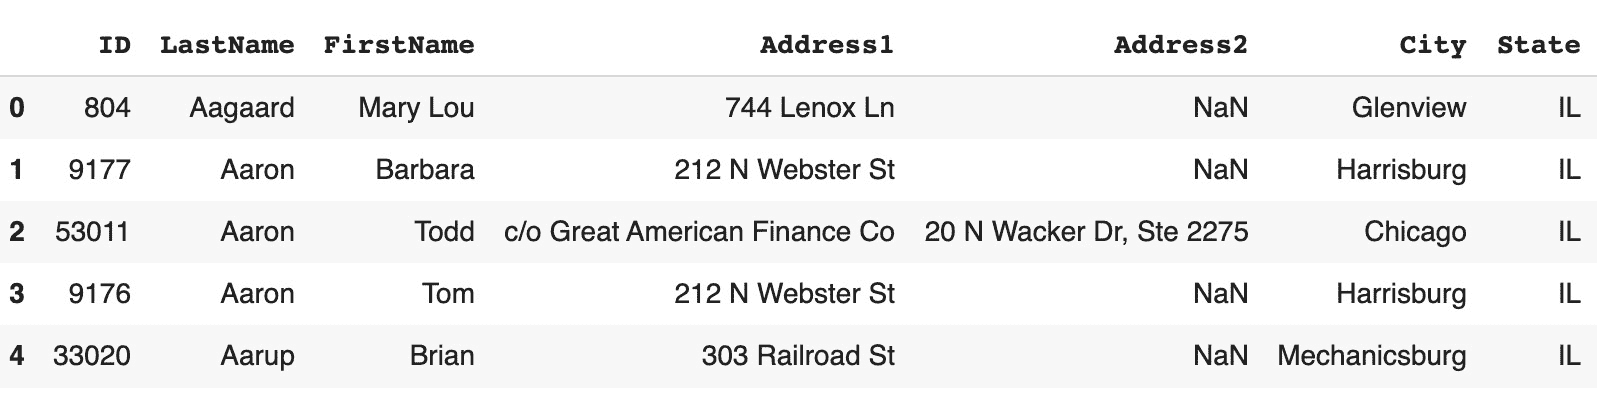 ID LastName FirstName Address1 Address2 City State
0 804 Aagaard Mary Lou 744 Lenox Ln NaN Glenview IL
1 9177 Aaron Barbara 212 N Webster St NaN Harrisburg IL
2 53011 Aaron Todd c/o Great American Finance Co 20 N Wacker Dr, Ste 2275 Chicago IL
3 9176 Aaron Tom 212 N Webster St NaN Harrisburg IL
4 33020 Aarup Brian 303 Railroad St NaN Mechanicsburg IL